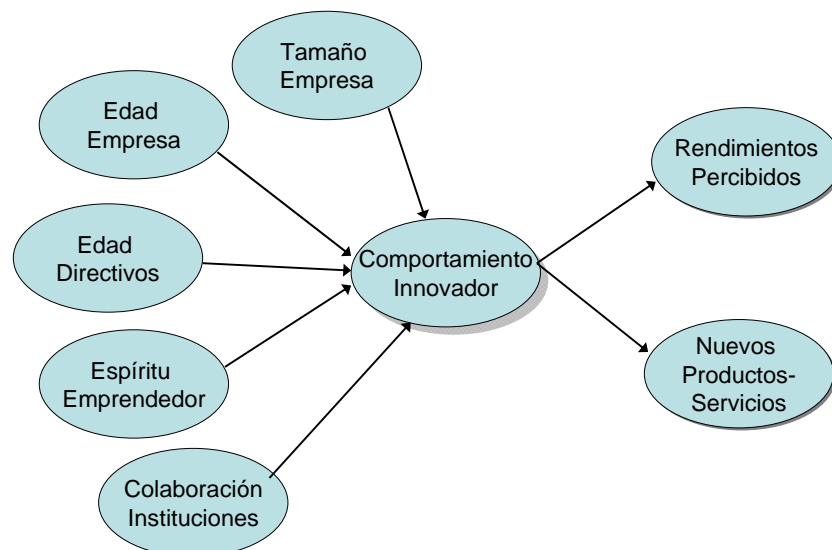 Tamaño
Empresa
Edad
Empresa
Rendimientos
Percibidos
Edad
Directivos
Comportamiento
Innovador
Espíritu
Emprendedor
Nuevos
Productos-
Servicios
Colaboración
Instituciones